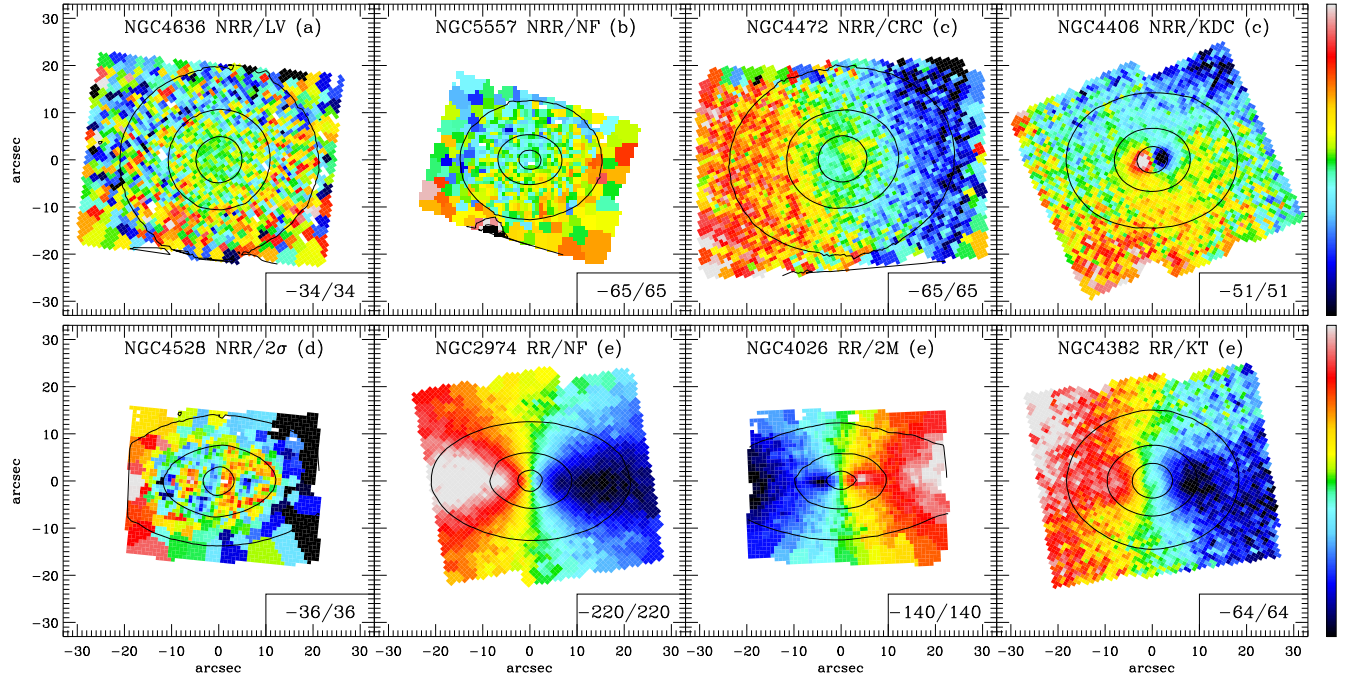 NGC4636 NRR/LV (a) NGC5557 NRR/NF (b) NGC4472 NRR/CRC (c) NGC4406 NRR/KDC (c)
30
20
10
0
−10
−20
−30
arcsec
−34/34 −65/65 −65/65 −51/51
NGC4528 NRR/2σ (d) NGC2974 RR/NF (e) NGC4026 RR/2M (e) NGC4382 RR/KT (e)
30
20
10
0
−10
−20
−30
arcsec
−36/36 −220/220 −140/140 −64/64
−30 −20 −10 0 10 20 30 −20 −10 0 10 20 30 −20 −10 0 10 20 30 −20 −10 0 10 20 30
arcsec arcsec arcsec arcsec